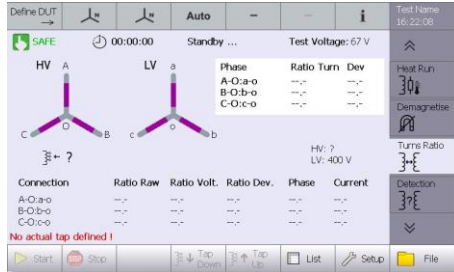 Define DUT Auto – – i Test Name
16:22:08
SAFE 00:00:00 Standby ... Test Voltage: 67 V
HV A LV a
Phase Ratio Turn Dev
A-O:a-o --.- --.-
B-O:b-o --.- --.-
C-O:c-o --.- --.-
Heat Run
Demagnetise
C O B c o b
?
HV: ?
LV: 400 V
Turns Ratio
Connection Ratio Raw Ratio Volt. Ratio Dev. Phase Current
Detection
A-O:a-o --.- --.- --.- --.- --.-
B-O:b-o --.- --.- --.- --.- --.-
C-O:c-o --.- --.- --.- --.- --.-
No actual tap defined !
Start Stop Tap Down Tap Up List Setup File